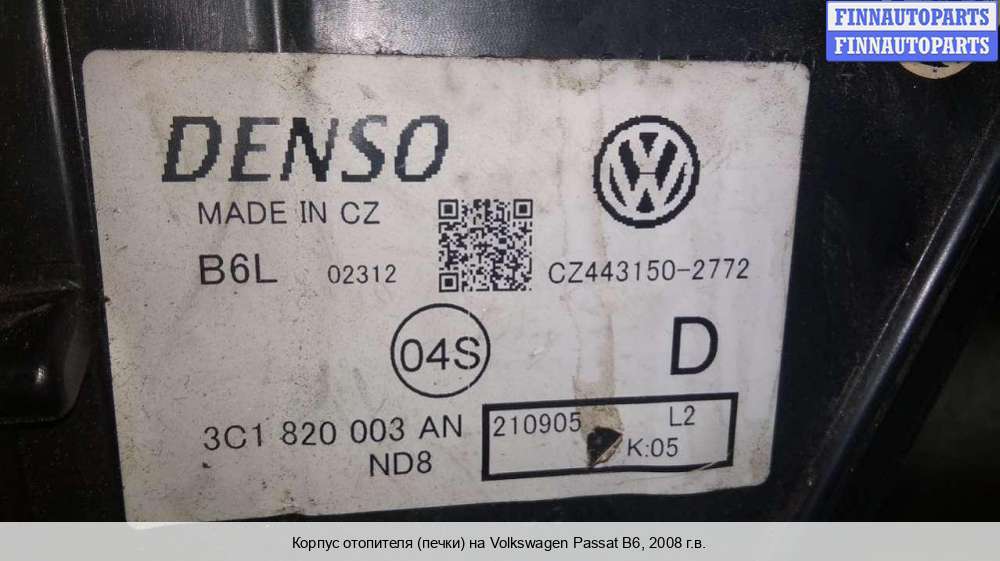 FINNAUTOPARTS
FINNAUTOPARTS
DENSO
MADE IN CZ
B6L 02312 CZ443150-2772
04S D
3C1 820 003 AN 210905 L2
ND8 K:05
Корпус отопителя (печки) на Volkswagen Passat B6, 2008 г.в.